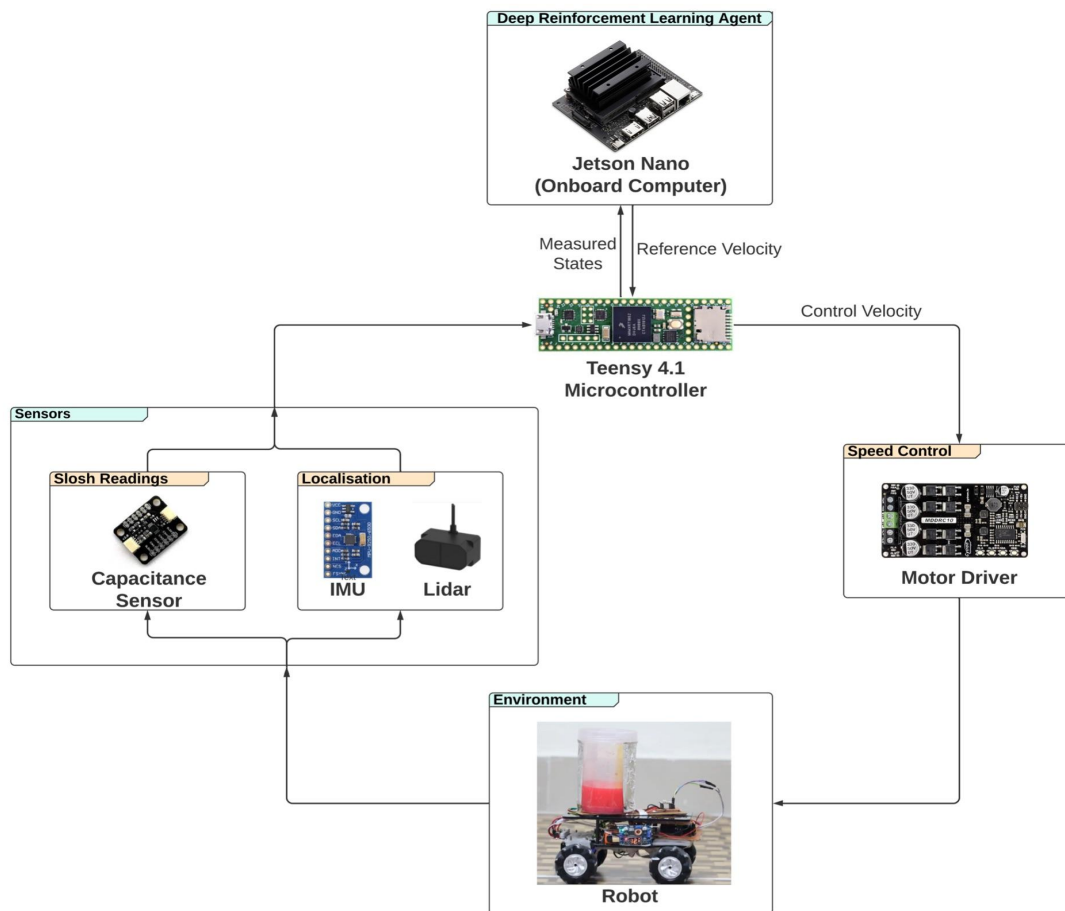 Deep Reinforcement Learning Agent
Jetson Nano
(Onboard Computer)
Measured
States
Reference Velocity
Control Velocity
Teensy 4.1
Microcontroller
Sensors
Slosh Readings
Capacitance
Sensor
Localisation
IMU
Lidar
Speed Control
MDDRC10
Motor Driver
Environment
Robot